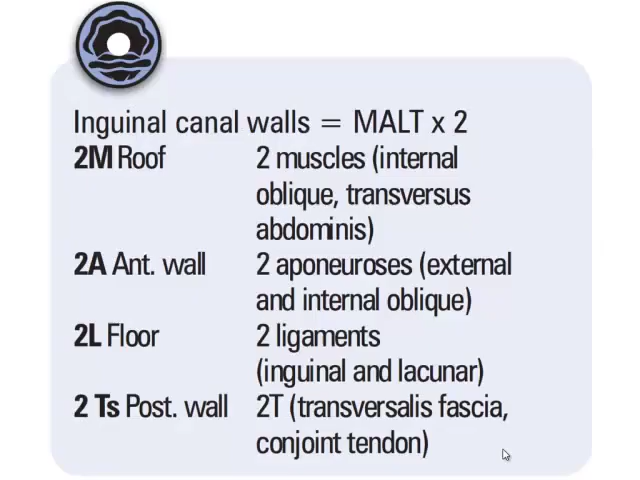 Inguinal canal walls = MALT x 2
2M Roof 2 muscles (internal
oblique, transversus
abdominis)
2A Ant. wall 2 aponeuroses (external
and internal oblique)
2L Floor 2 ligaments
(inguinal and lacunar)
2 Ts Post. wall 2T (transversalis fascia,
conjoint tendon)